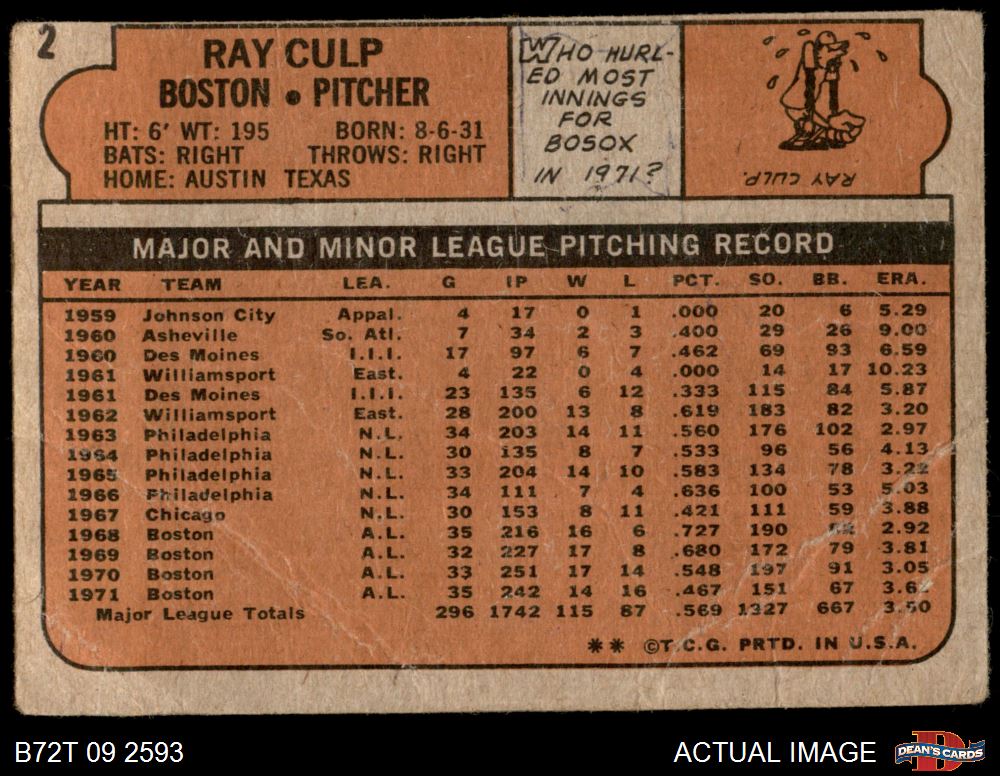 2
RAY CULP
BOSTON • PITCHER
HT: 6' WT: 195 BORN: 8-6-31
BATS: RIGHT THROWS: RIGHT
HOME: AUSTIN TEXAS
WHO HURL-
ED MOST
INNINGS
FOR
BOSOX
IN 1971?
RAY CULP.
MAJOR AND MINOR LEAGUE PITCHING RECORD
YEAR TEAM LEA. G IP W L PCT. SO. BB. ERA.
1959 Johnson City Appal. 4 17 0 1 .000 20 6 5.29
1960 Asheville So. Atl. 7 34 2 3 .400 29 26 9.00
1960 Des Moines I.I.I. 17 97 6 7 .462 69 93 6.59
1961 Williamsport East. 4 22 0 4 .000 14 17 10.23
1961 Des Moines I.I.I. 23 135 6 12 .333 115 84 5.87
1962 Williamsport East. 28 200 13 8 .619 183 82 3.20
1963 Philadelphia N.L. 34 203 14 11 .560 176 102 2.97
1964 Philadelphia N.L. 30 135 8 7 .533 96 56 4.13
1965 Philadelphia N.L. 33 204 14 10 .583 134 78 3.22
1966 Philadelphia N.L. 34 111 7 4 .636 100 53 5.03
1967 Chicago N.L. 30 153 8 11 .421 111 59 3.88
1968 Boston A.L. 35 216 16 6 .727 190 2.92
1969 Boston A.L. 32 227 17 8 .680 172 79 3.81
1970 Boston A.L. 33 251 17 14 .548 197 91 3.05
1971 Boston A.L. 35 242 14 16 .467 151 67 3.61
Major League Totals 296 1742 115 87 .569 1327 667 3.50
** ©T.C.G. PRTD. IN U.S.A.
B72T 09 2593
ACTUAL IMAGE
DEAN'S CARDS